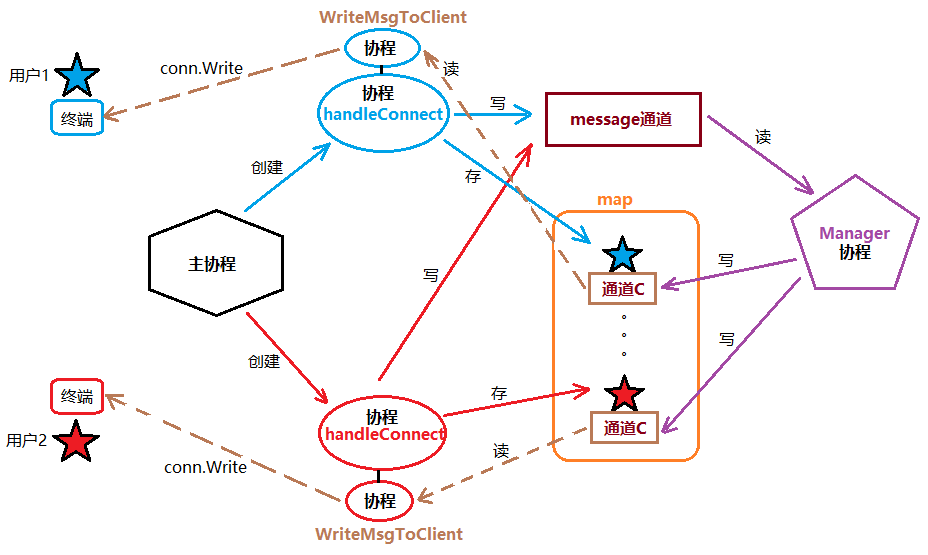 WriteMsgToClient
协程
用户1
conn.Write
读
终端
协程
handleConnect
写
message通道
读
创建
存
map
主协程
Manager
协程
写
通道C
写
写
创建
终端
存
协程
handleConnect
用户2
通道C
读
conn.Write
协程
WriteMsgToClient